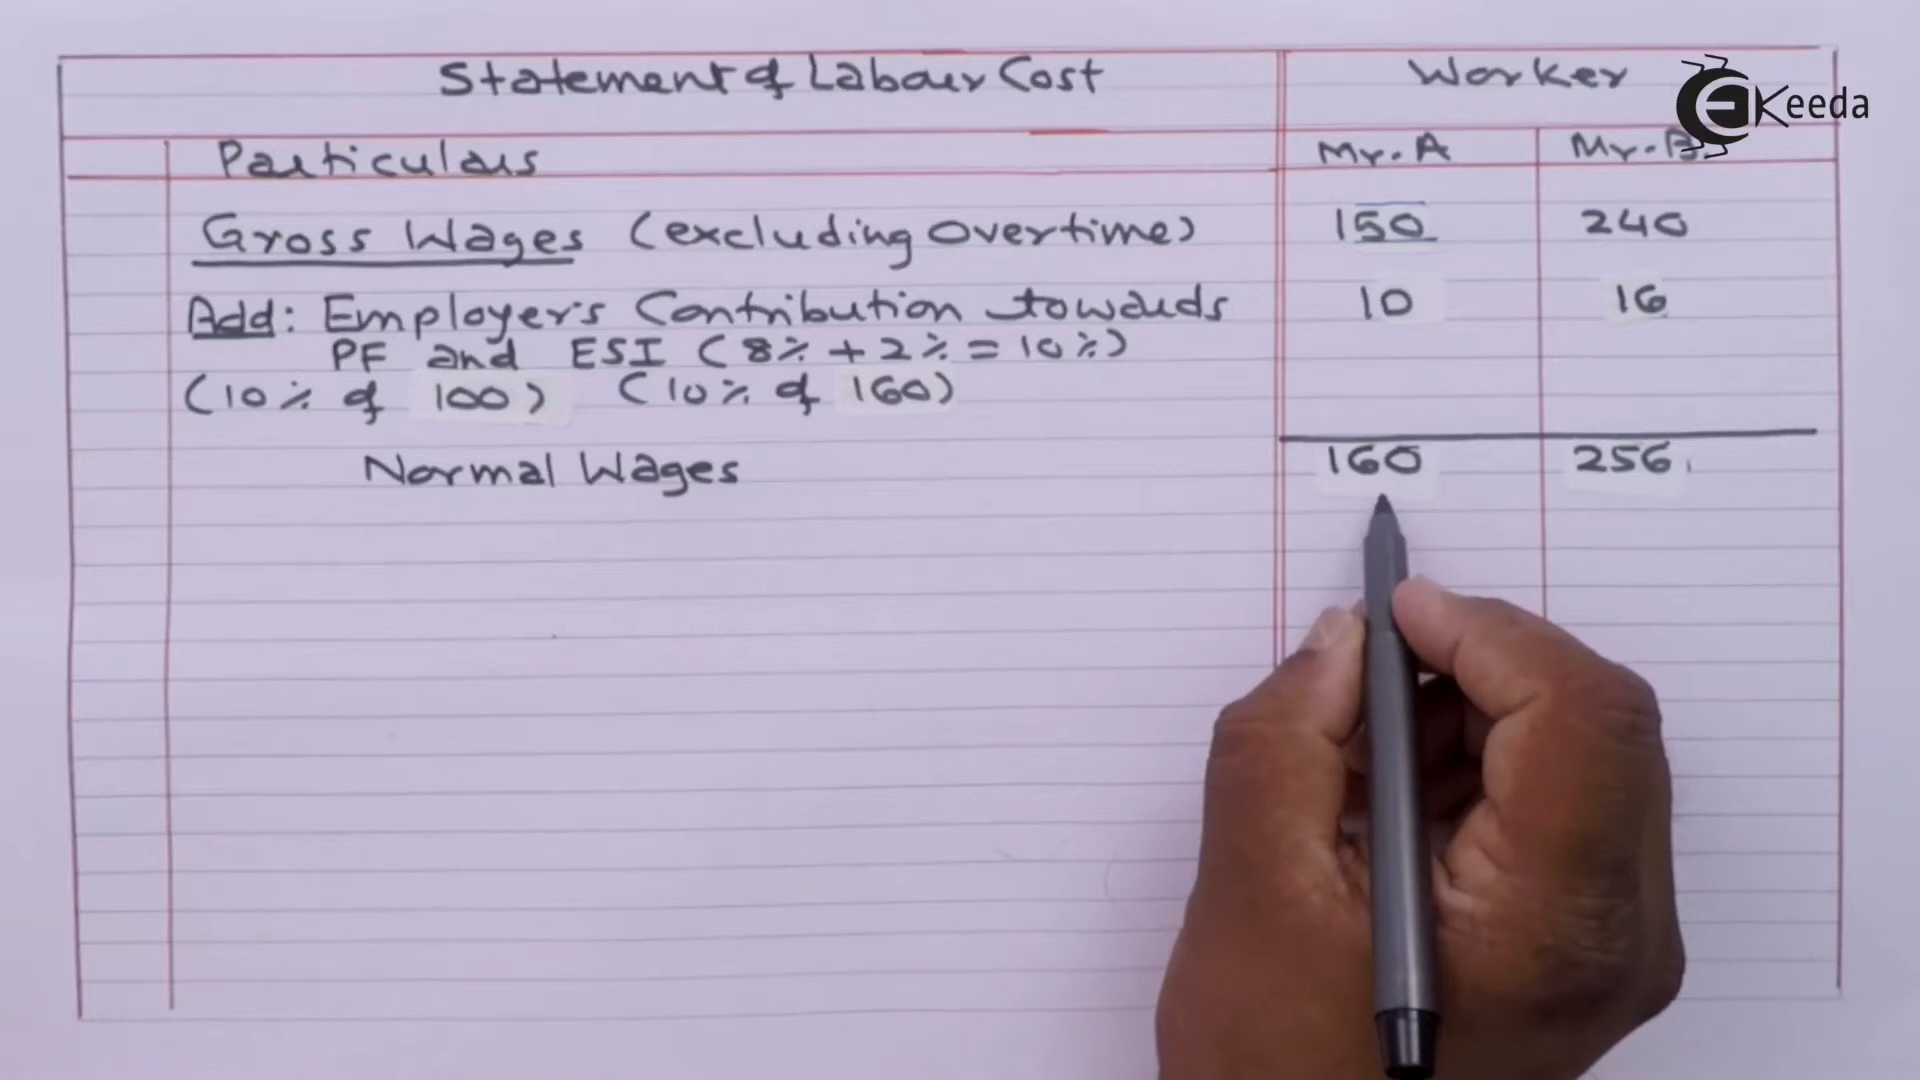 Statement of Labour Cost Worker
Keeda
Particulars Mr. A Mr. B
Gross Wages (excluding overtime) 150 240
Add: Employer's Contribution towards 10 16
PF and ESI (8% + 2% = 10%)
(10% of 100) (10% of 160)
Normal Wages 160 256